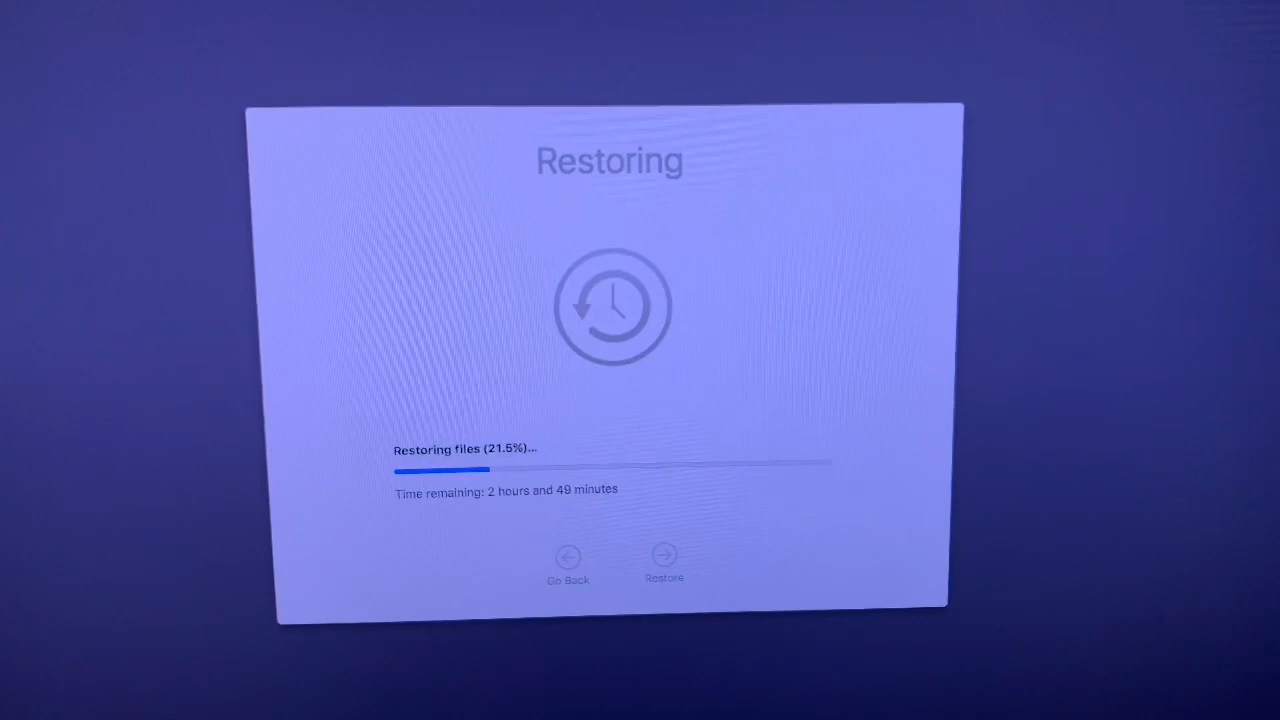 Restoring
Restoring files (21.5%)...
Time remaining: 2 hours and 49 minutes
Go Back
Restore